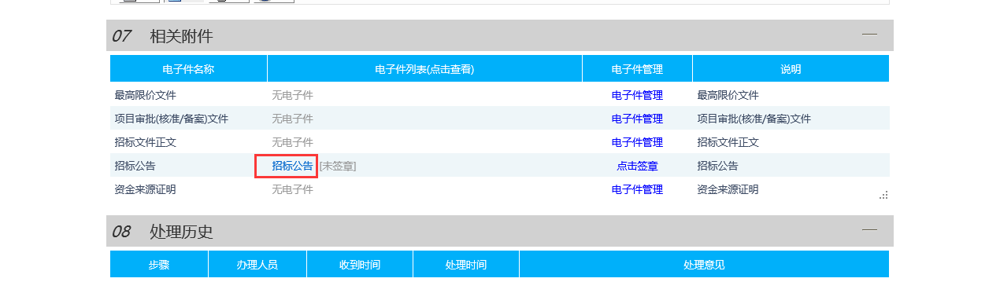 07 相关附件
电子件名称 电子件列表(点击查看) 电子件管理 说明
最高限价文件 无电子件 电子件管理 最高限价文件
项目审批(核准/备案)文件 无电子件 电子件管理 项目审批(核准/备案)文件
招标文件正文 无电子件 电子件管理 招标文件正文
招标公告 招标公告 [未签章] 点击签章 招标公告
资金来源证明 无电子件 电子件管理 资金来源证明
08 处理历史
步骤 办理人员 收到时间 处理时间 处理意见